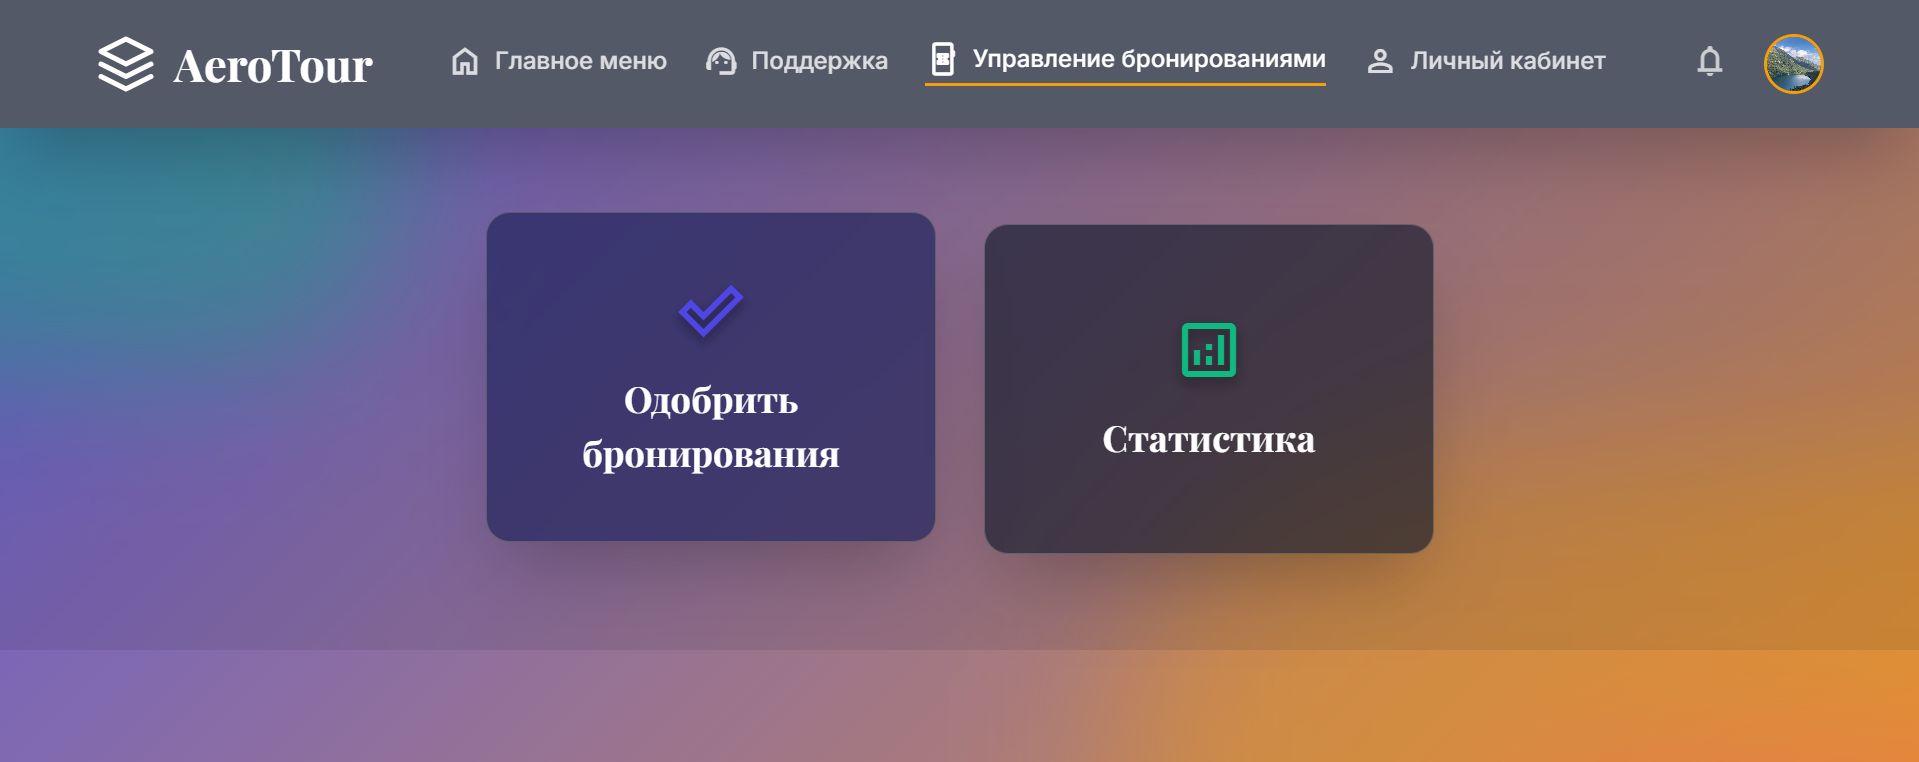 AeroTour
Главное меню
Поддержка
Управление бронированиями
Личный кабинет
Одобрить
бронирования
Статистика